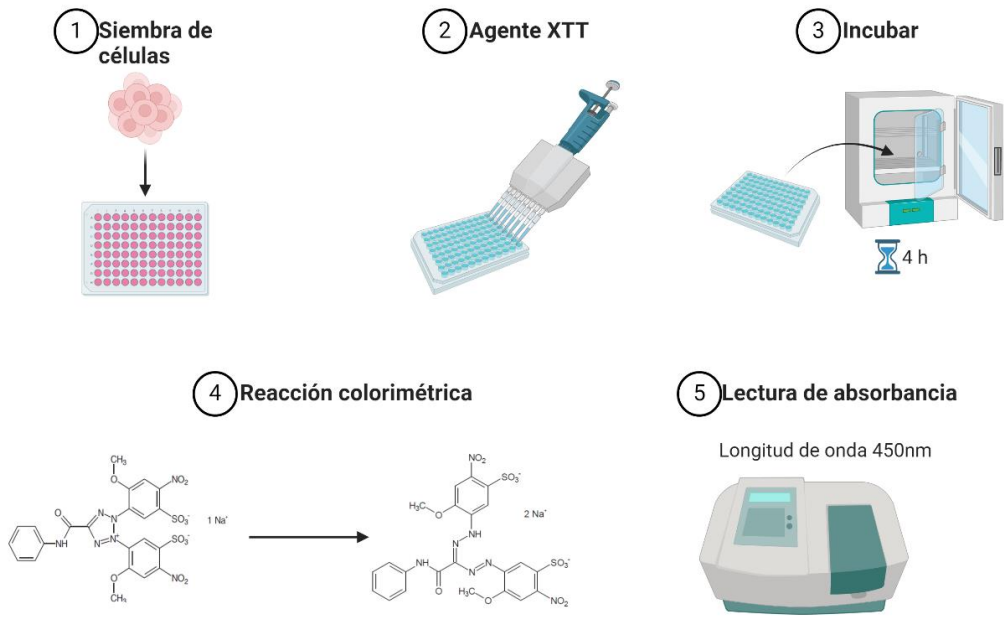 1 Siembra de
células
2 Agente XTT
3 Incubar
4 h
4 Reacción colorimétrica
CH₃
O
NO₂
O
N
N
SO₃⁻
1 Na⁺
NH
N
N⁺
SO₃⁻
O
NO₂
CH₃
NO₂
SO₃⁻
H₃C
O
NH
2 Na⁺
N
NH
N
N
SO₃⁻
O
H₃C
O
NO₂
5 Lectura de absorbancia
Longitud de onda 450nm